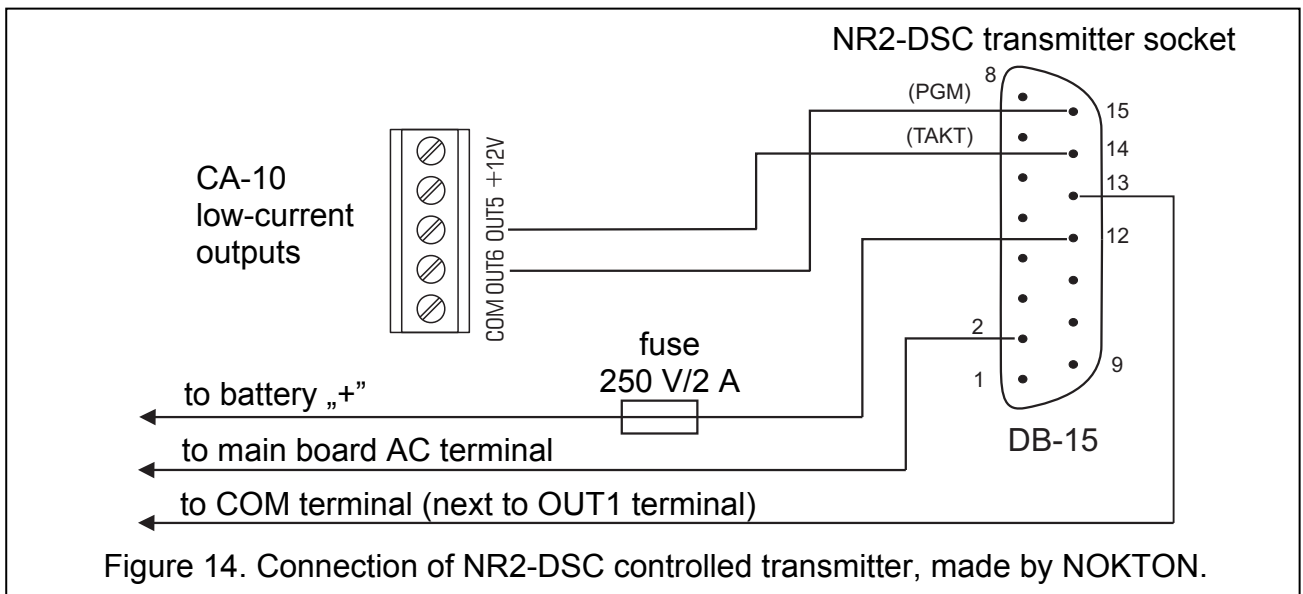 NR2-DSC transmitter socket
8
(PGM)
15
(TAKT)
14
13
12
CA-10
low-current
outputs
COM OUT6 OUT5 +12V
2
1
9
fuse
250 V/2 A
DB-15
to battery „+”
to main board AC terminal
to COM terminal (next to OUT1 terminal)
Figure 14. Connection of NR2-DSC controlled transmitter, made by NOKTON.